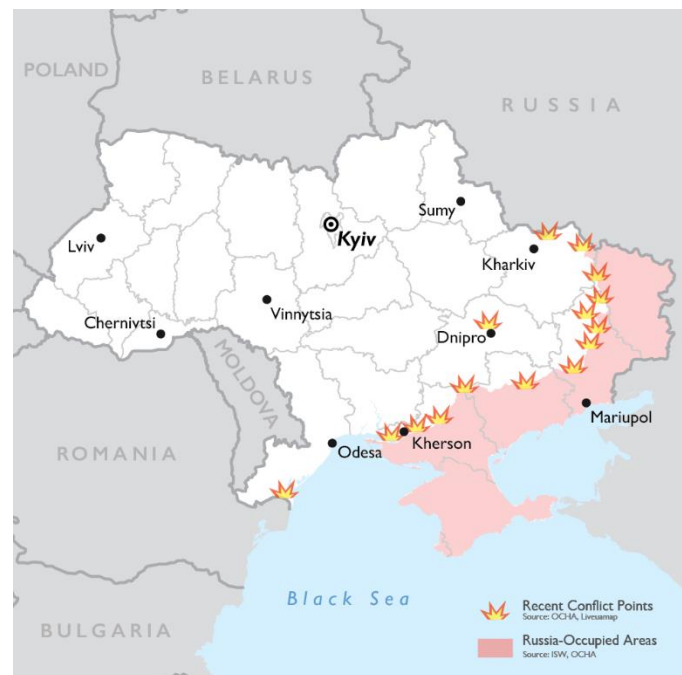 POLAND
BELARUS
RUSSIA
Sumy
Kyiv
Lviv
Kharkiv
Vinnytsia
Chernivtsi
Dnipro
MOLDOVA
Mariupol
Kherson
Odesa
ROMANIA
Black Sea
Recent Conflict Points
Source: OCHA, Liveuamap
BULGARIA
Russia-Occupied Areas
Source: ISW, OCHA